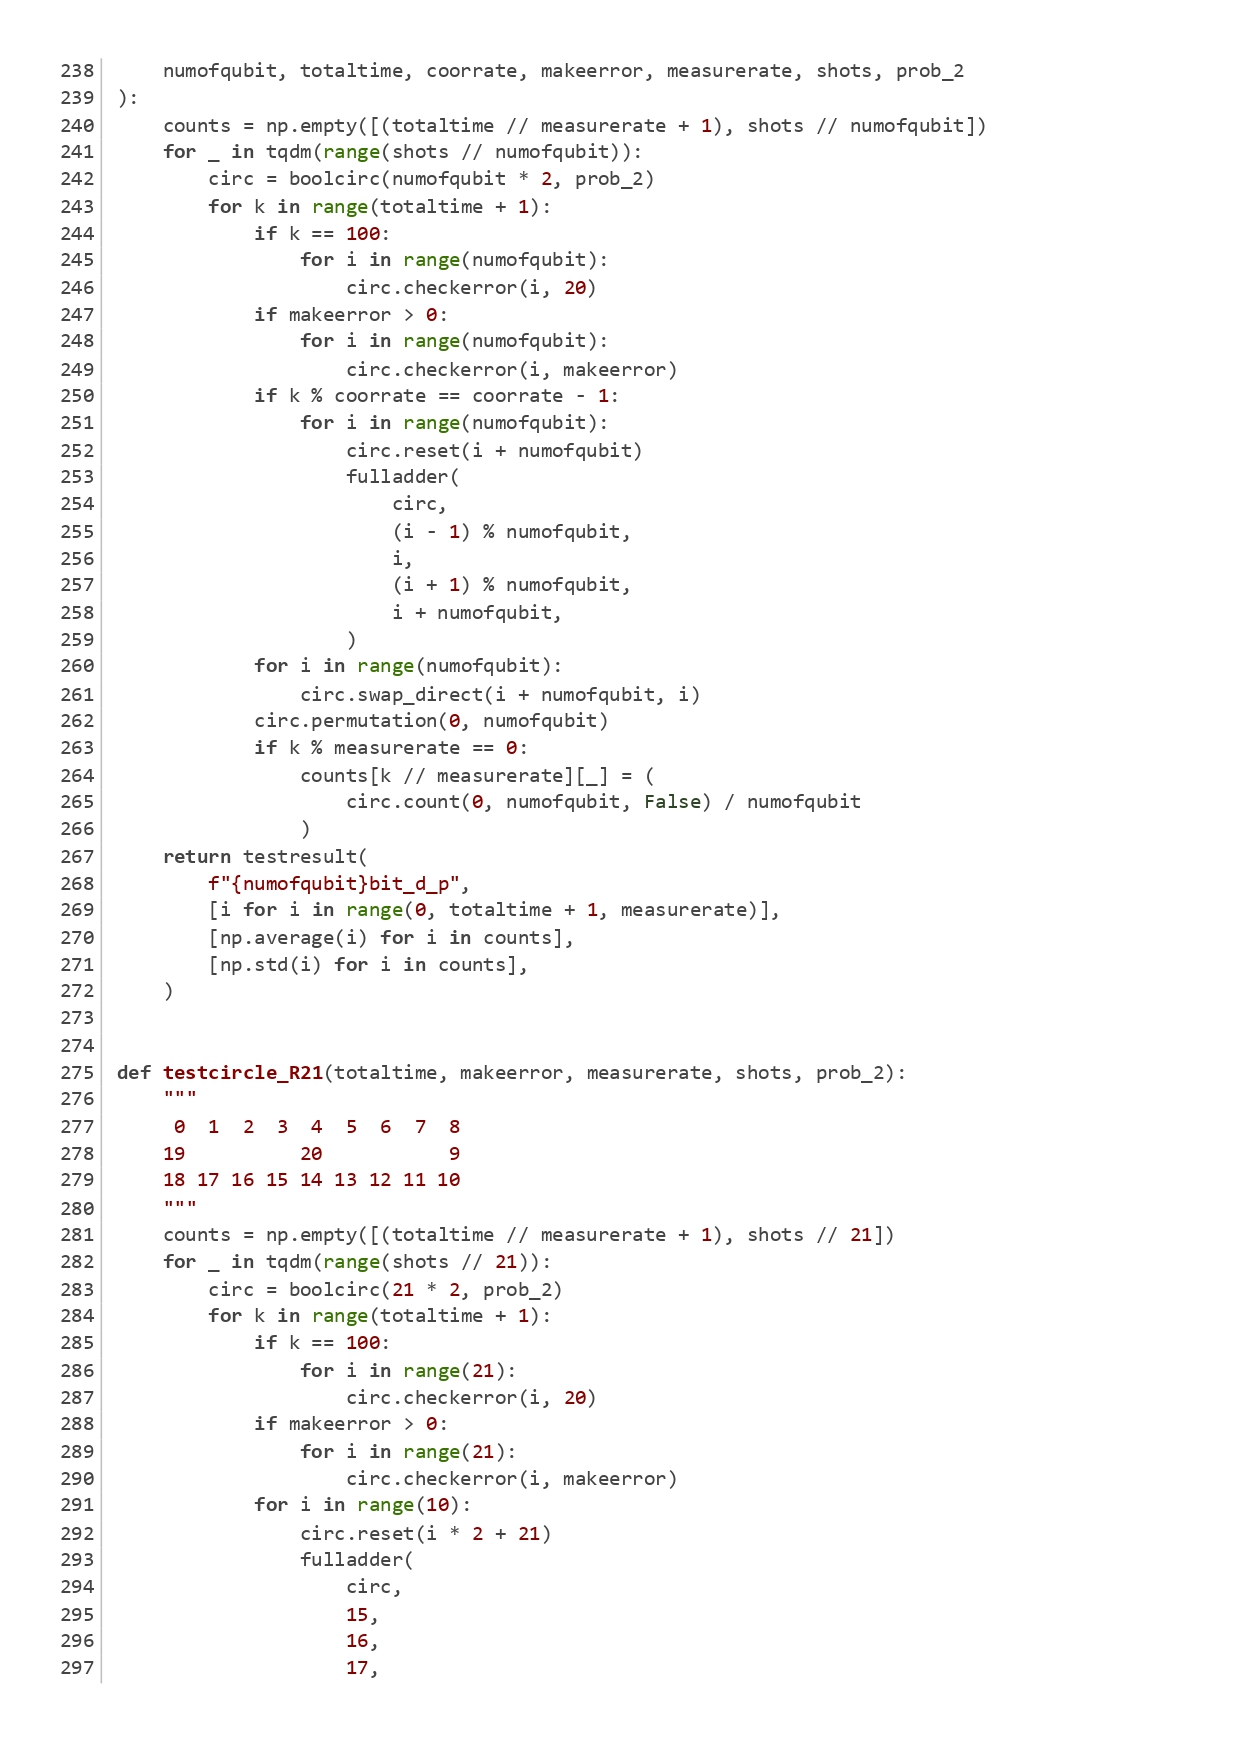 238     numofqubit, totaltime, coorrate, makeerror, measurerate, shots, prob_2
239 ):
240     counts = np.empty([(totaltime // measurerate + 1), shots // numofqubit])
241     for _ in tqdm(range(shots // numofqubit)):
242         circ = boolcirc(numofqubit * 2, prob_2)
243         for k in range(totaltime + 1):
244             if k == 100:
245                 for i in range(numofqubit):
246                     circ.checkerror(i, 20)
247             if makeerror > 0:
248                 for i in range(numofqubit):
249                     circ.checkerror(i, makeerror)
250             if k % coorrate == coorrate - 1:
251                 for i in range(numofqubit):
252                     circ.reset(i + numofqubit)
253                     fulladder(
254                         circ,
255                         (i - 1) % numofqubit,
256                         i,
257                         (i + 1) % numofqubit,
258                         i + numofqubit,
259                     )
260             for i in range(numofqubit):
261                 circ.swap_direct(i + numofqubit, i)
262             circ.permutation(0, numofqubit)
263             if k % measurerate == 0:
264                 counts[k // measurerate][_] = (
265                     circ.count(0, numofqubit, False) / numofqubit
266                 )
267     return testresult(
268         f"{numofqubit}bit_d_p",
269         [i for i in range(0, totaltime + 1, measurerate)],
270         [np.average(i) for i in counts],
271         [np.std(i) for i in counts],
272     )
273
274
275 def testcircle_R21(totaltime, makeerror, measurerate, shots, prob_2):
276     """
277      0  1  2  3  4  5  6  7  8
278     19          20           9
279     18 17 16 15 14 13 12 11 10
280     """
281     counts = np.empty([(totaltime // measurerate + 1), shots // 21])
282     for _ in tqdm(range(shots // 21)):
283         circ = boolcirc(21 * 2, prob_2)
284         for k in range(totaltime + 1):
285             if k == 100:
286                 for i in range(21):
287                     circ.checkerror(i, 20)
288             if makeerror > 0:
289                 for i in range(21):
290                     circ.checkerror(i, makeerror)
291             for i in range(10):
292                 circ.reset(i * 2 + 21)
293                 fulladder(
294                     circ,
295                     15,
296                     16,
297                     17,